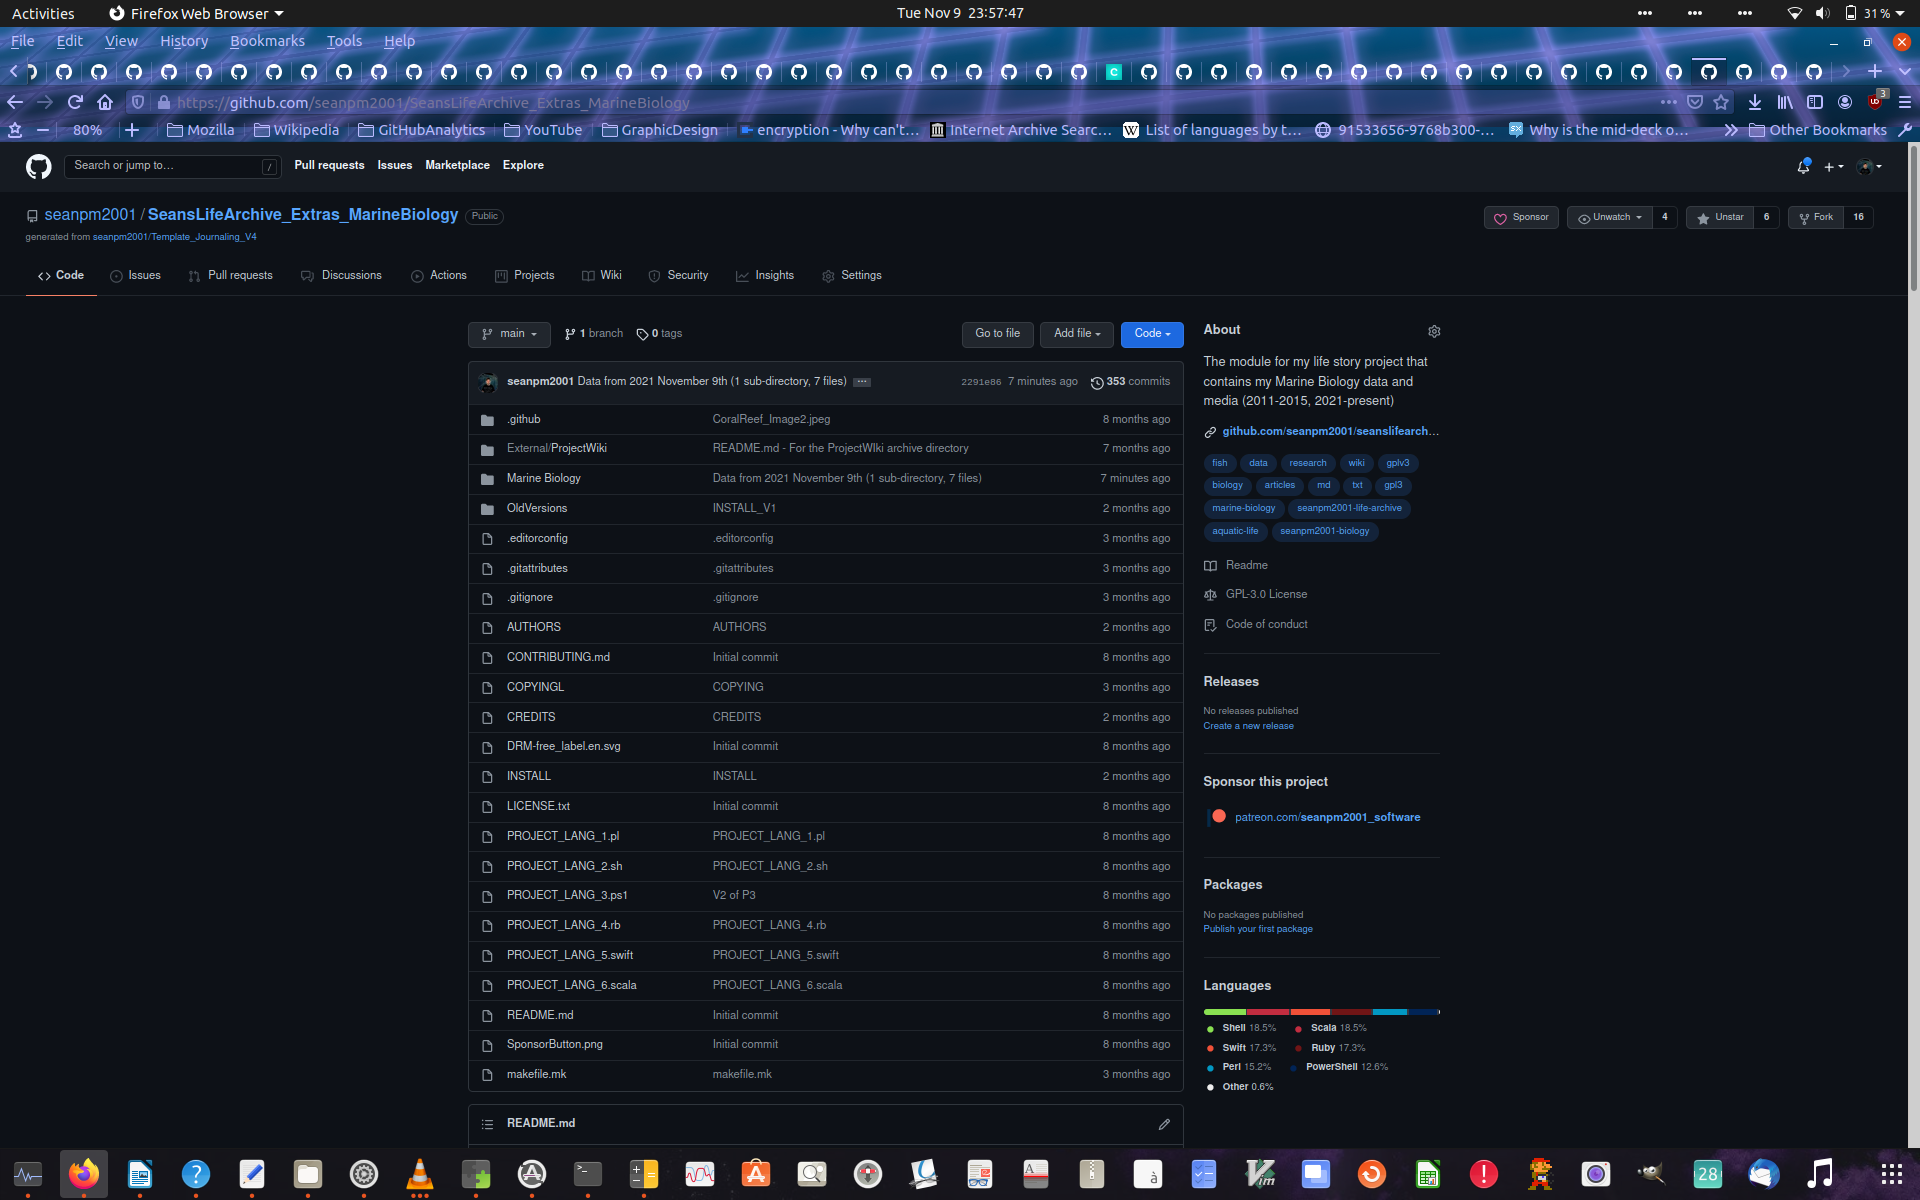 Activities Firefox Web Browser Tue Nov 9 23:57:47 31 %
File Edit View History Bookmarks Tools Help
https://github.com/seanpm2001/SeansLifeArchive_Extras_MarineBiology 3
80% Mozilla Wikipedia GitHubAnalytics YouTube GraphicDesign encryption - Why can't… Internet Archive Searc… List of languages by t… 91533656-9768b300-… Why is the mid-deck o… Other Bookmarks
Search or jump to… / Pull requests Issues Marketplace Explore
seanpm2001 / SeansLifeArchive_Extras_MarineBiology Public Sponsor Unwatch 4 Unstar 6 Fork 16
generated from seanpm2001/Template_Journaling_V4
Code Issues Pull requests Discussions Actions Projects Wiki Security Insights Settings
main 1 branch 0 tags Go to file Add file Code
seanpm2001 Data from 2021 November 9th (1 sub-directory, 7 files) 2291e86 7 minutes ago 353 commits
.github CoralReef_Image2.jpeg 8 months ago
External/ProjectWiki README.md - For the ProjectWIki archive directory 7 months ago
Marine Biology Data from 2021 November 9th (1 sub-directory, 7 files) 7 minutes ago
OldVersions INSTALL_V1 2 months ago
.editorconfig .editorconfig 3 months ago
.gitattributes .gitattributes 3 months ago
.gitignore .gitignore 3 months ago
AUTHORS AUTHORS 2 months ago
CONTRIBUTING.md Initial commit 8 months ago
COPYINGL COPYING 3 months ago
CREDITS CREDITS 2 months ago
DRM-free_label.en.svg Initial commit 8 months ago
INSTALL INSTALL 2 months ago
LICENSE.txt Initial commit 8 months ago
PROJECT_LANG_1.pl PROJECT_LANG_1.pl 8 months ago
PROJECT_LANG_2.sh PROJECT_LANG_2.sh 8 months ago
PROJECT_LANG_3.ps1 V2 of P3 8 months ago
PROJECT_LANG_4.rb PROJECT_LANG_4.rb 8 months ago
PROJECT_LANG_5.swift PROJECT_LANG_5.swift 8 months ago
PROJECT_LANG_6.scala PROJECT_LANG_6.scala 8 months ago
README.md Initial commit 8 months ago
SponsorButton.png Initial commit 8 months ago
makefile.mk makefile.mk 3 months ago
README.md
About
The module for my life story project that
contains my Marine Biology data and
media (2011-2015, 2021-present)
github.com/seanpm2001/seanslifearch…
fish data research wiki gplv3
biology articles md txt gpl3
marine-biology seanpm2001-life-archive
aquatic-life seanpm2001-biology
Readme
GPL-3.0 License
Code of conduct
Releases
No releases published
Create a new release
Sponsor this project
patreon.com/seanpm2001_software
Packages
No packages published
Publish your first package
Languages
Shell 18.5% Scala 18.5%
Swift 17.3% Ruby 17.3%
Perl 15.2% PowerShell 12.6%
Other 0.6%
28